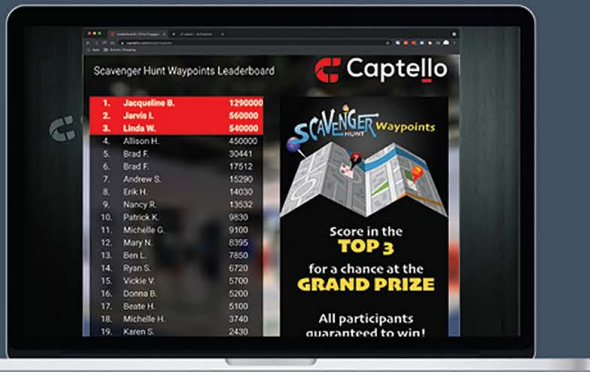 Scavenger Hunt Waypoints Leaderboard
Captello
1. Jacqueline B. 1290000
2. Jarvis I. 560000
3. Linda W. 540000
4. Allison H. 450000
5. Brad F. 30441
6. Brad F. 17512
7. Andrew S. 15290
8. Erik H. 14030
9. Nancy R. 13532
10. Patrick K. 9830
11. Michelle G. 9100
12. Mary N. 8395
13. Ben L. 7850
14. Ryan S. 6720
15. Vickie V. 5700
16. Donna B. 5200
17. Beate H. 5100
18. Michelle H. 3740
19. Karen S. 2430
SCAVENGER
HUNT Waypoints
Score in the
TOP 3
for a chance at the
GRAND PRIZE
All participants
guaranteed to win!